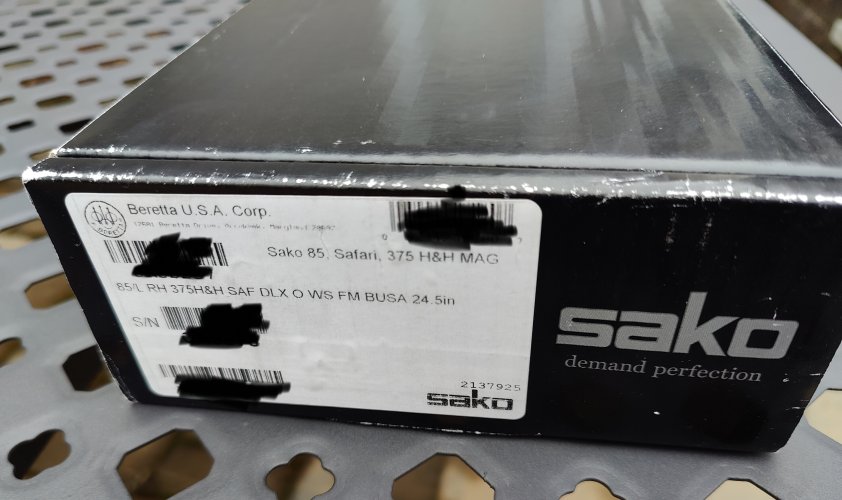 Beretta U.S.A. Corp.
Sako 85, Safari, 375 H&H MAG
85/L RH 375H&H SAF DLX O WS FM BUSA 24.5in
S/N
2137925
sako
sako
demand perfection